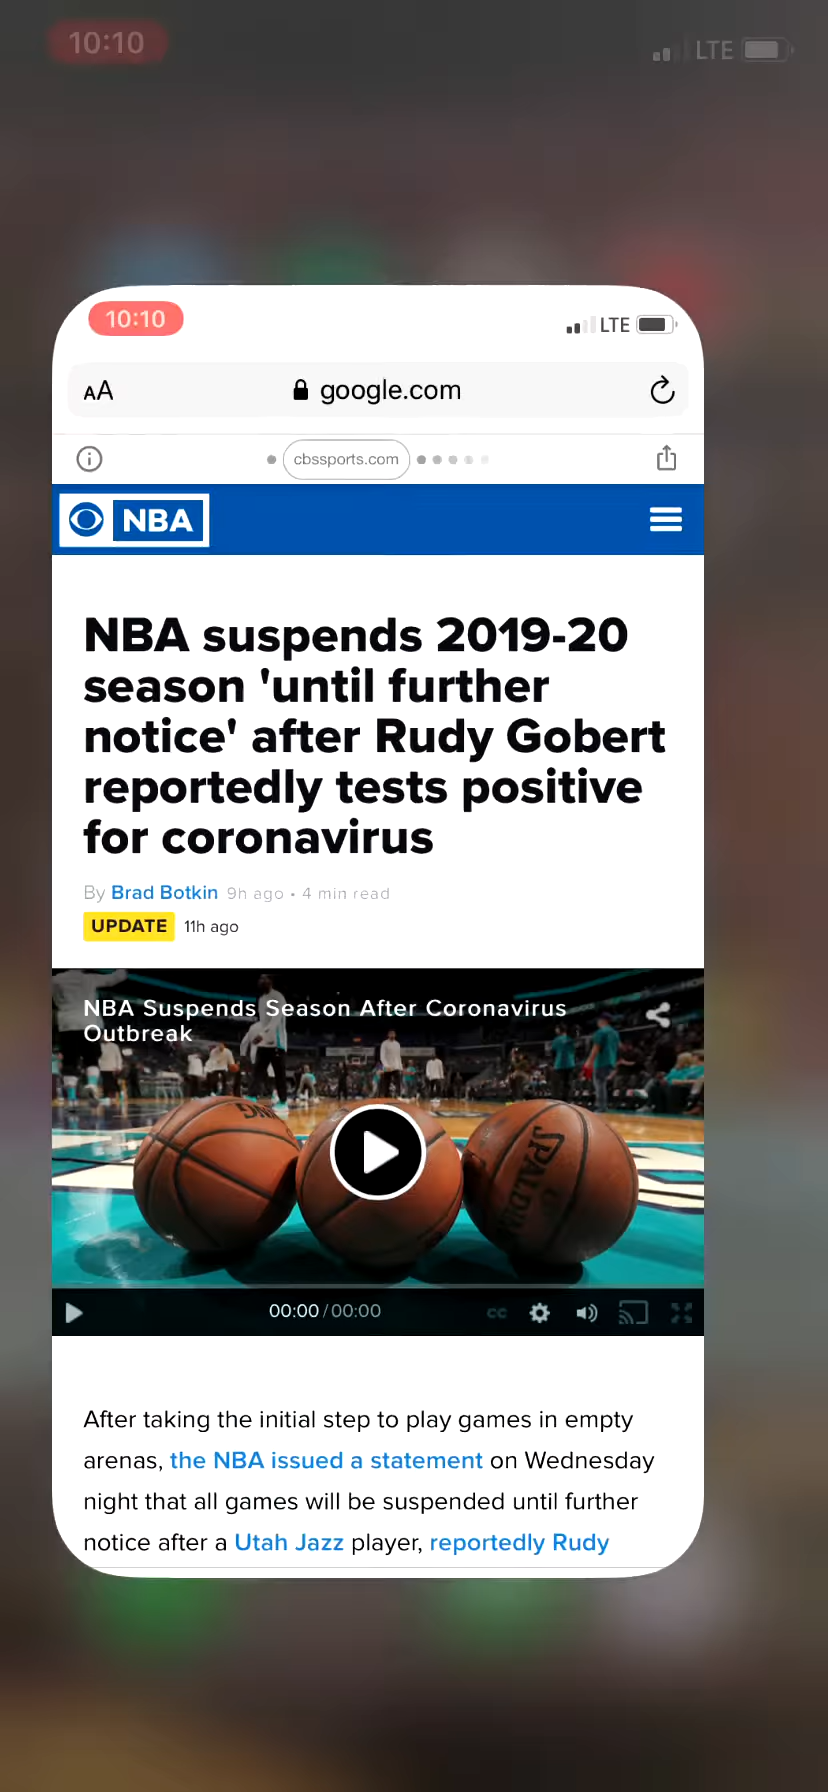 10:10
LTE
10:10
LTE
AA
google.com
cbssports.com
NBA
NBA suspends 2019-20
season 'until further
notice' after Rudy Gobert
reportedly tests positive
for coronavirus
By Brad Botkin 9h ago • 4 min read
UPDATE 11h ago
NBA Suspends Season After Coronavirus
Outbreak
SPALDING
00:00 / 00:00
CC
After taking the initial step to play games in empty
arenas, the NBA issued a statement on Wednesday
night that all games will be suspended until further
notice after a Utah Jazz player, reportedly Rudy